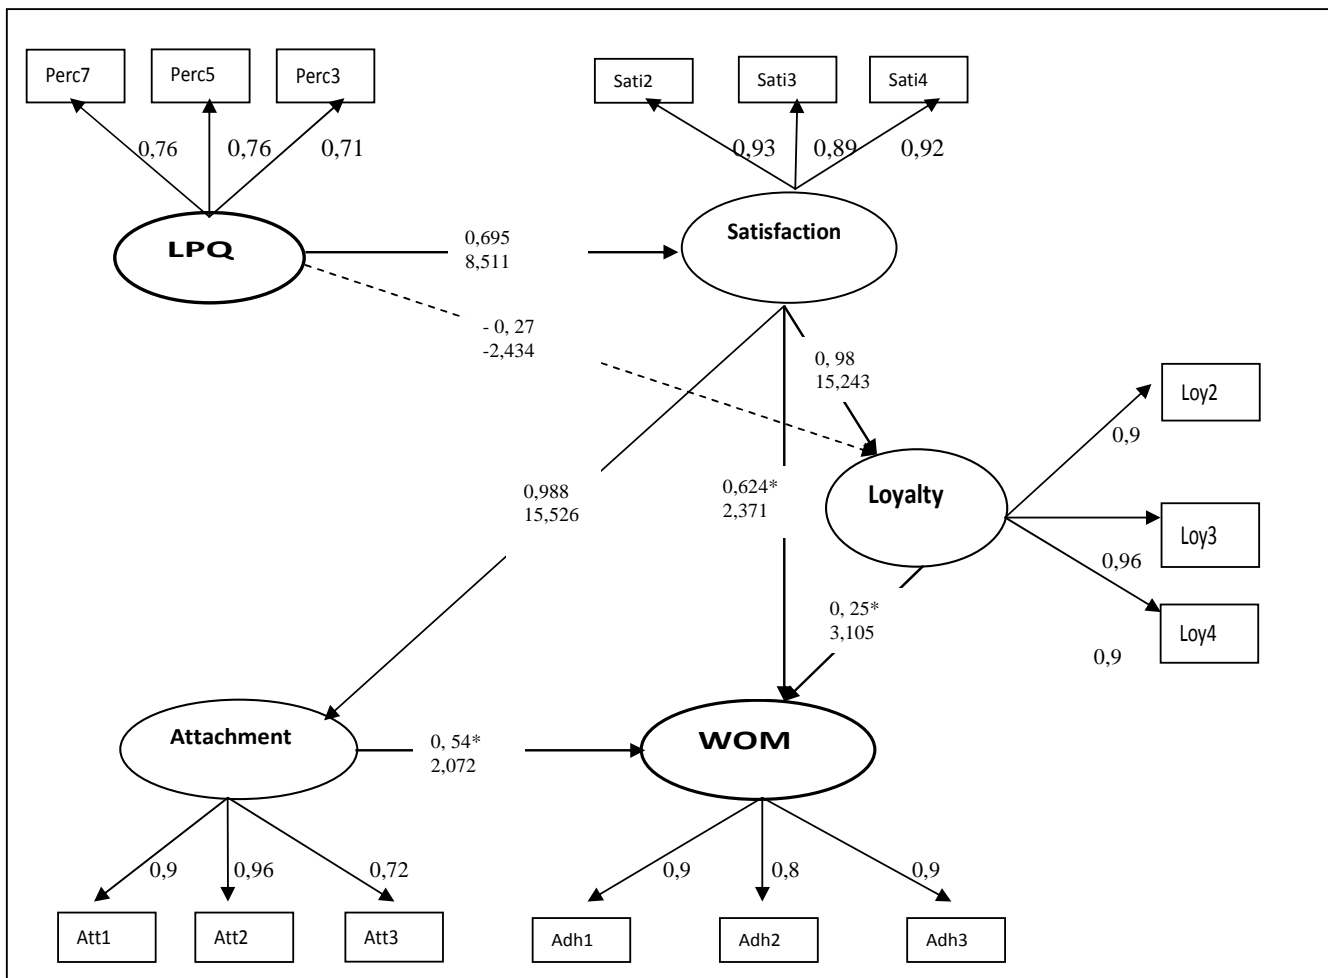 Perc7 Perc5 Perc3
Sati2 Sati3 Sati4
0,76 0,76 0,71
0,93 0,89 0,92
LPQ
Satisfaction
0,695
8,511
- 0, 27
-2,434
0, 98
15,243
Loy2
0,9
0,988
15,526
0,624*
2,371
Loyalty
Loy3
0,96
0, 25*
3,105
Loy4
0,9
Attachment
0, 54*
2,072
WOM
0,9 0,96 0,72
0,9 0,8 0,9
Att1 Att2 Att3
Adh1 Adh2 Adh3